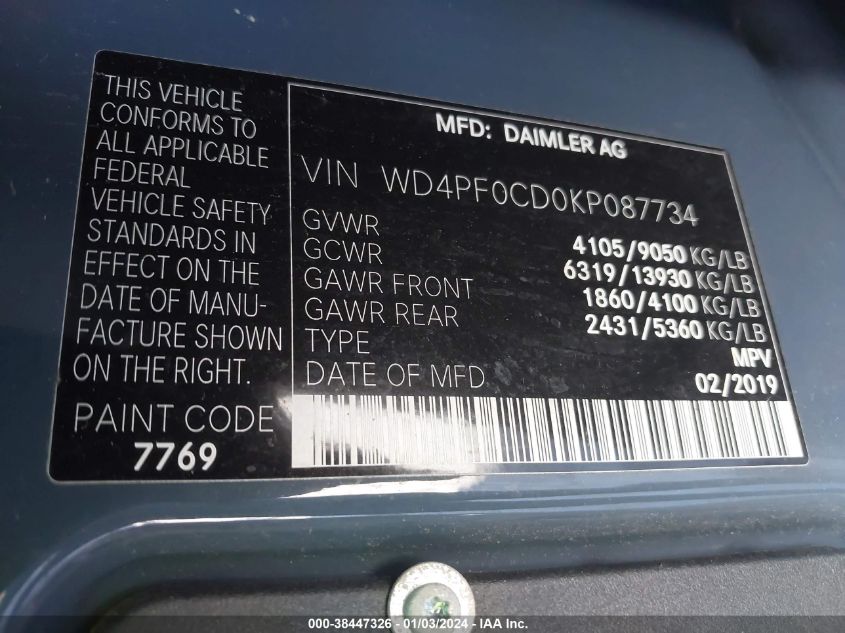 THIS VEHICLE
CONFORMS TO
ALL APPLICABLE
FEDERAL
VEHICLE SAFETY
STANDARDS IN
EFFECT ON THE
DATE OF MANU-
FACTURE SHOWN
ON THE RIGHT.
PAINT CODE
7769
MFD: DAIMLER AG
VIN WD4PF0CD0KP087734
GVWR 4105/9050 KG/LB
GCWR 6319/13930 KG/LB
GAWR FRONT 1860/4100 KG/LB
GAWR REAR 2431/5360 KG/LB
TYPE MPV
DATE OF MFD 02/2019
000-38447326 - 01/03/2024 - IAA Inc.